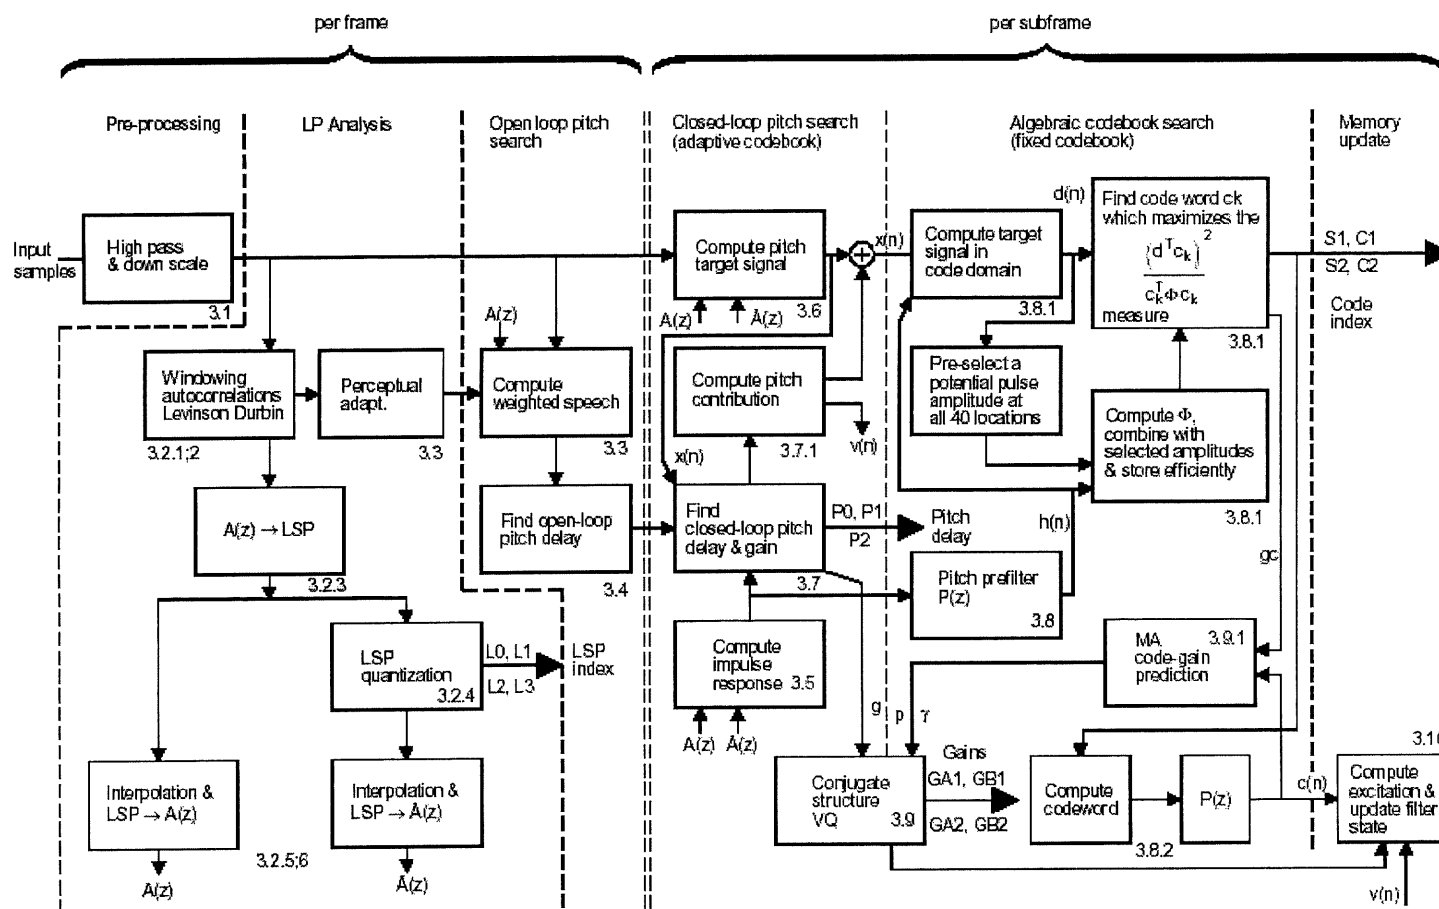 per frame
per subframe
Pre-processing
LP Analysis
Open loop pitch
search
Closed-loop pitch search
(adaptive codebook)
Algebraic codebook search
(fixed codebook)
Memory
update
Input
samples
High pass
& down scale
3.1
Compute pitch
target signal
3.6
A(z)
Â(z)
x(n)
Compute target
signal in
code domain
3.8.1
d(n)
Find code word ck
which maximizes the
(dᵀcₖ)²
cₖᵀΦcₖ
measure
3.8.1
S1, C1
S2, C2
Code
index
Windowing
autocorrelations
Levinson Durbin
3.2.1;2
Perceptual
adapt.
3.3
A(z)
Compute
weighted speech
3.3
Compute pitch
contribution
3.7.1
v(n)
x(n)
Pre-select a
potential pulse
amplitude at
all 40 locations
Compute Φ,
combine with
selected amplitudes
& store efficiently
3.8.1
A(z) → LSP
3.2.3
Find open-loop
pitch delay
3.4
Find
closed-loop pitch
delay & gain
3.7
P0, P1
P2
Pitch
delay
h(n)
Pitch prefilter
P(z)
3.8
gc
LSP
quantization
3.2.4
L0, L1
L2, L3
LSP
index
Compute
impulse
response
3.5
A(z)
Â(z)
MA
code-gain
prediction
3.9.1
g
p
γ
Interpolation &
LSP → A(z)
Interpolation &
LSP → Â(z)
3.2.5;6
A(z)
Â(z)
Conjugate
structure
VQ
3.9
Gains
GA1, GB1
GA2, GB2
Compute
codeword
P(z)
3.8.2
c(n)
3.10
Compute
excitation &
update filter
state
v(n)